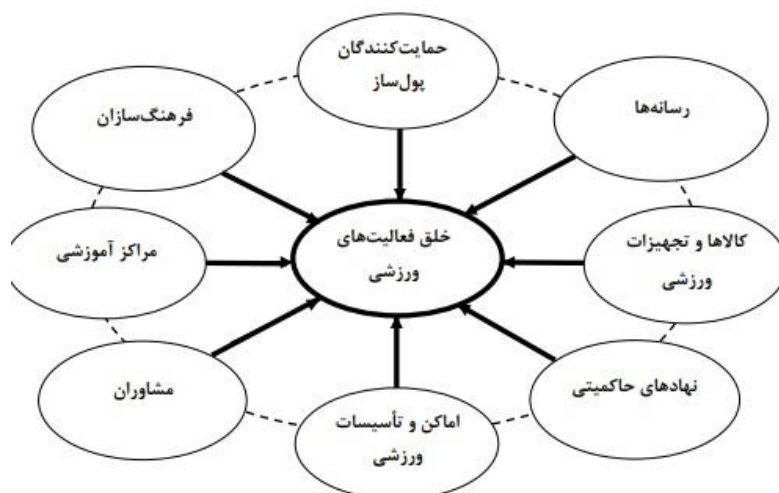 حمایت‌کنندگان
پول‌ساز
رسانه‌ها
فرهنگ‌سازان
خلق فعالیت‌های
ورزشی
کالاها و تجهیزات
ورزشی
مراکز آموزشی
نهادهای حاکمیتی
مشاوران
اماکن و تأسیسات
ورزشی